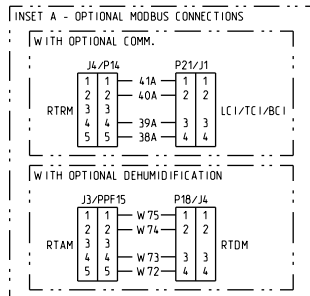 INSET A - OPTIONAL MODBUS CONNECTIONS
WITH OPTIONAL COMM.
J4/P14 P21/J1
1 1 41A 1 1
2 2 40A 2 2
3 3
RTRM LCI/TCI/BCI
4 4 39A 3 3
5 5 38A 4 4
WITH OPTIONAL DEHUMIDIFICATION
J3/PPF15 P18/J4
1 1 W75 1 1
2 2 W74 2 2
3 3
RTAM RTDM
4 4 W73 3 3
5 5 W72 4 4